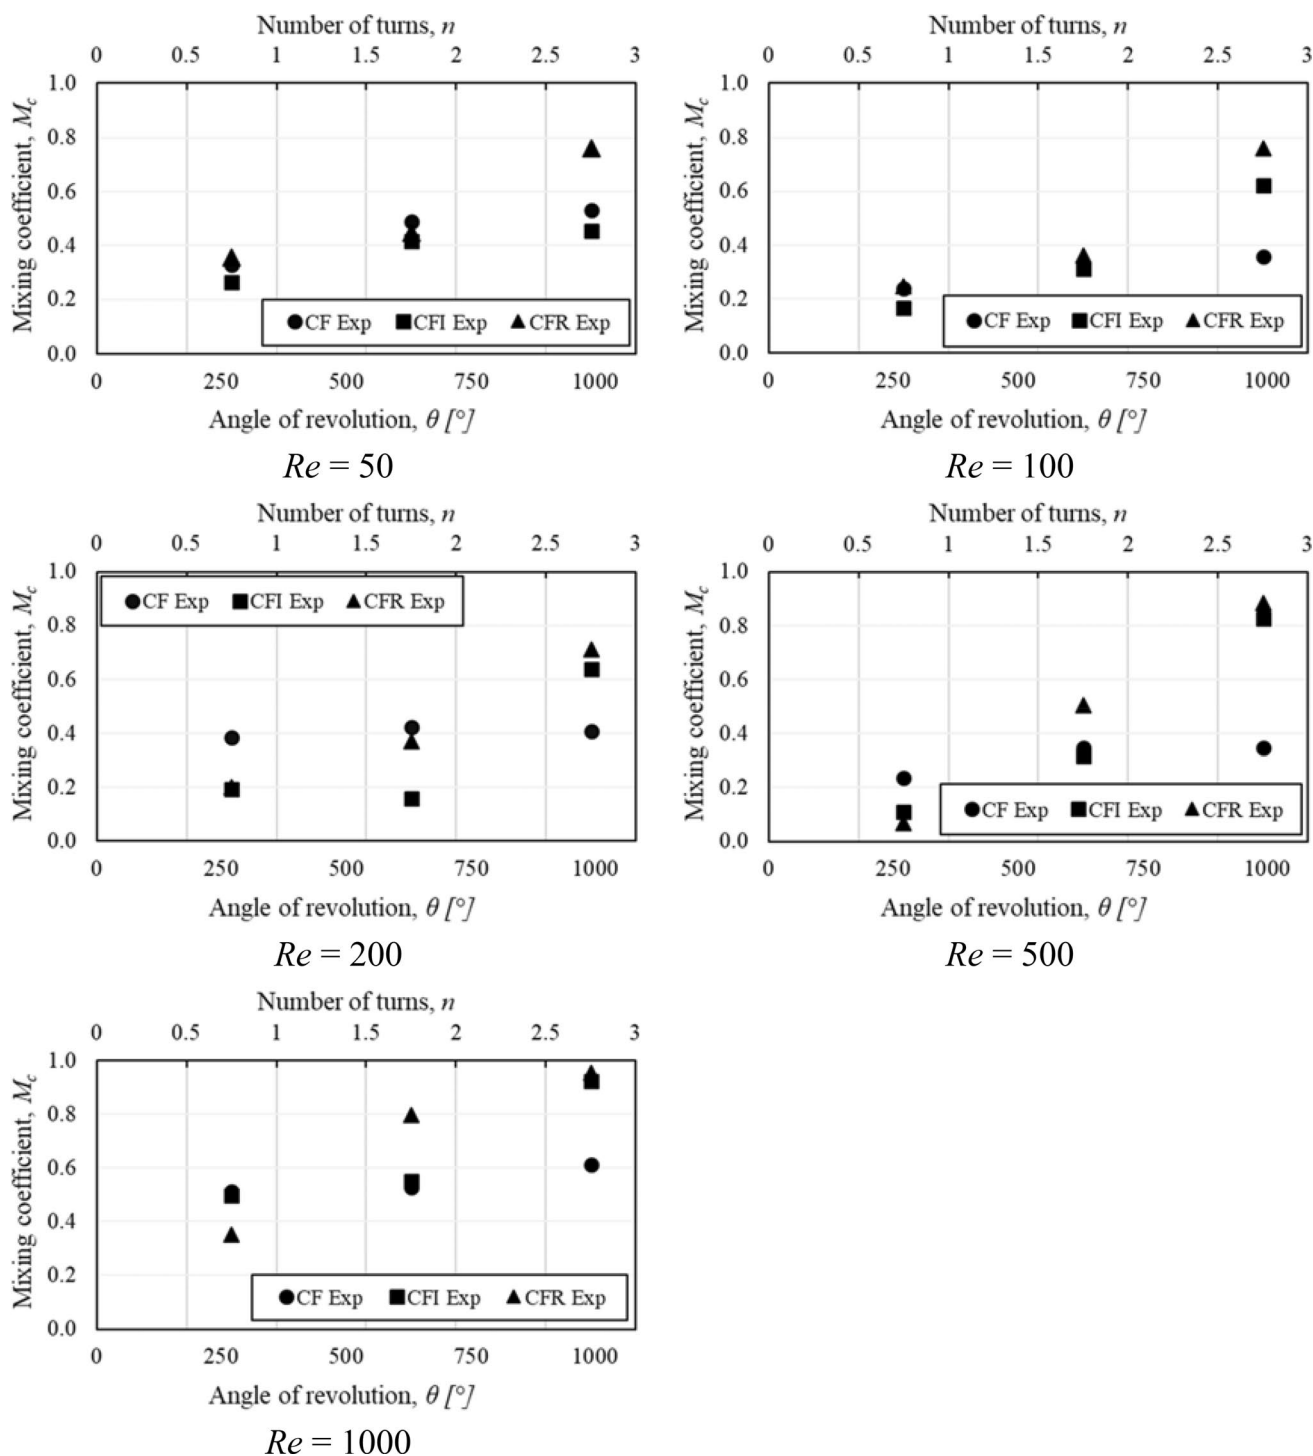 Number of turns, n
0 0.5 1 1.5 2 2.5 3
Mixing coefficient, Mc
1.0
0.8
0.6
0.4
0.2
0.0
CF Exp CFI Exp CFR Exp
0 250 500 750 1000
Angle of revolution, θ [°]
Re = 50
Number of turns, n
0 0.5 1 1.5 2 2.5 3
Mixing coefficient, Mc
1.0
0.8
0.6
0.4
0.2
0.0
CF Exp CFI Exp CFR Exp
0 250 500 750 1000
Angle of revolution, θ [°]
Re = 100
Number of turns, n
0 0.5 1 1.5 2 2.5 3
Mixing coefficient, Mc
1.0
0.8
0.6
0.4
0.2
0.0
CF Exp CFI Exp CFR Exp
0 250 500 750 1000
Angle of revolution, θ [°]
Re = 200
Number of turns, n
0 0.5 1 1.5 2 2.5 3
Mixing coefficient, Mc
1.0
0.8
0.6
0.4
0.2
0.0
CF Exp CFI Exp CFR Exp
0 250 500 750 1000
Angle of revolution, θ [°]
Re = 500
Number of turns, n
0 0.5 1 1.5 2 2.5 3
Mixing coefficient, Mc
1.0
0.8
0.6
0.4
0.2
0.0
CF Exp CFI Exp CFR Exp
0 250 500 750 1000
Angle of revolution, θ [°]
Re = 1000